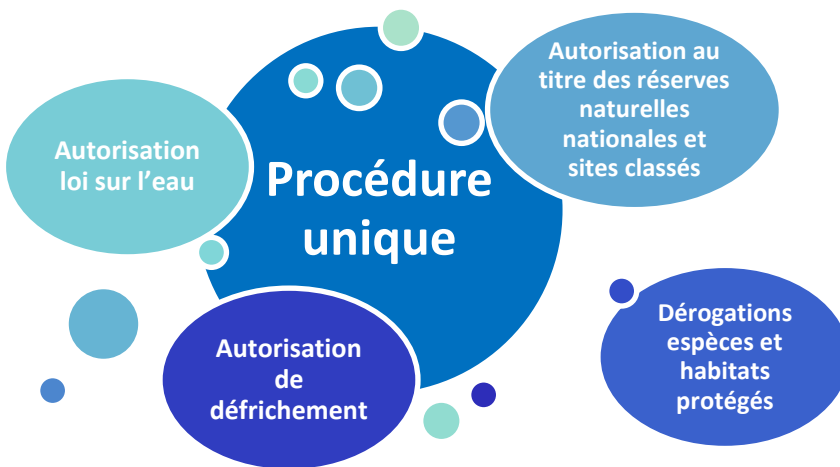 Autorisation
loi sur l'eau
Procédure
unique
Autorisation au
titre des réserves
naturelles
nationales et
sites classés
Autorisation
de
défrichement
Dérogations
espèces et
habitats
protégés